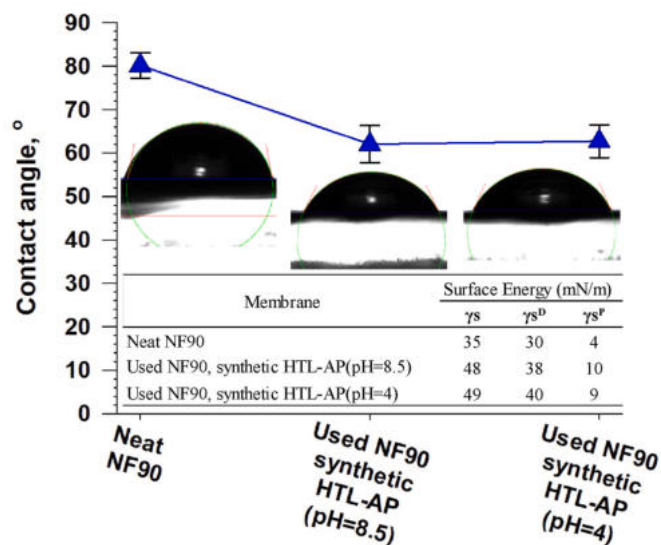 90
80
70
60
50
40
30
20
10
0
Contact angle, °
Membrane
Surface Energy (mN/m)
γs γsᴰ γsᴾ
Neat NF90 35 30 4
Used NF90, synthetic HTL-AP(pH=8.5) 48 38 10
Used NF90, synthetic HTL-AP(pH=4) 49 40 9
Neat
NF90
Used NF90
synthetic
HTL-AP
(pH=8.5)
Used NF90
synthetic
HTL-AP
(pH=4)